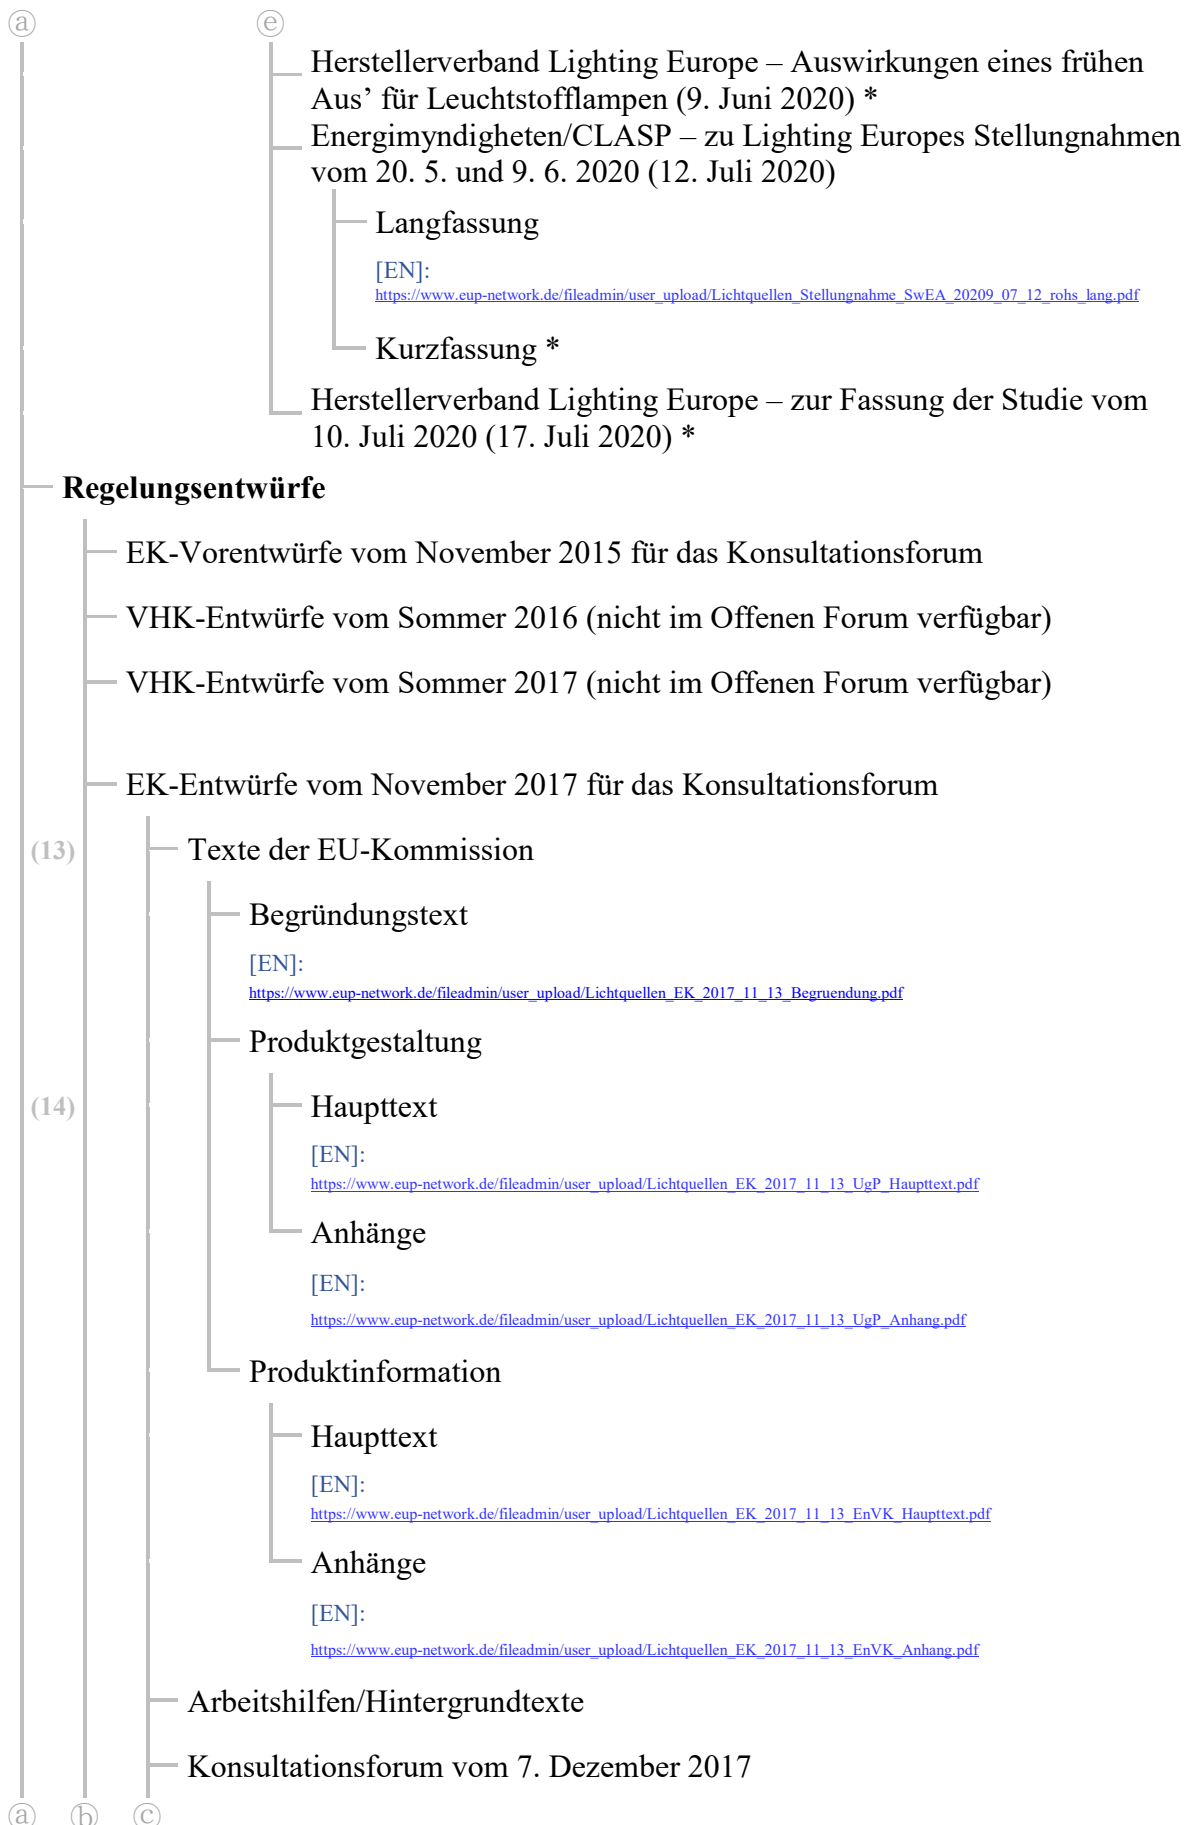 ⓐ ⓔ
Herstellerverband Lighting Europe – Auswirkungen eines frühen
Aus’ für Leuchtstofflampen (9. Juni 2020) *
Energimyndigheten/CLASP – zu Lighting Europes Stellungnahmen
vom 20. 5. und 9. 6. 2020 (12. Juli 2020)
Langfassung
[EN]:
https://www.eup-network.de/fileadmin/user_upload/Lichtquellen_Stellungnahme_SwEA_20209_07_12_rohs_lang.pdf
Kurzfassung *
Herstellerverband Lighting Europe – zur Fassung der Studie vom
10. Juli 2020 (17. Juli 2020) *
Regelungsentwürfe
EK-Vorentwürfe vom November 2015 für das Konsultationsforum
VHK-Entwürfe vom Sommer 2016 (nicht im Offenen Forum verfügbar)
VHK-Entwürfe vom Sommer 2017 (nicht im Offenen Forum verfügbar)
EK-Entwürfe vom November 2017 für das Konsultationsforum
(13) Texte der EU-Kommission
Begründungstext
[EN]:
https://www.eup-network.de/fileadmin/user_upload/Lichtquellen_EK_2017_11_13_Begruendung.pdf
Produktgestaltung
(14) Haupttext
[EN]:
https://www.eup-network.de/fileadmin/user_upload/Lichtquellen_EK_2017_11_13_UgP_Haupttext.pdf
Anhänge
[EN]:
https://www.eup-network.de/fileadmin/user_upload/Lichtquellen_EK_2017_11_13_UgP_Anhang.pdf
Produktinformation
Haupttext
[EN]:
https://www.eup-network.de/fileadmin/user_upload/Lichtquellen_EK_2017_11_13_EnVK_Haupttext.pdf
Anhänge
[EN]:
https://www.eup-network.de/fileadmin/user_upload/Lichtquellen_EK_2017_11_13_EnVK_Anhang.pdf
Arbeitshilfen/Hintergrundtexte
Konsultationsforum vom 7. Dezember 2017
ⓐ ⓑ ⓒ